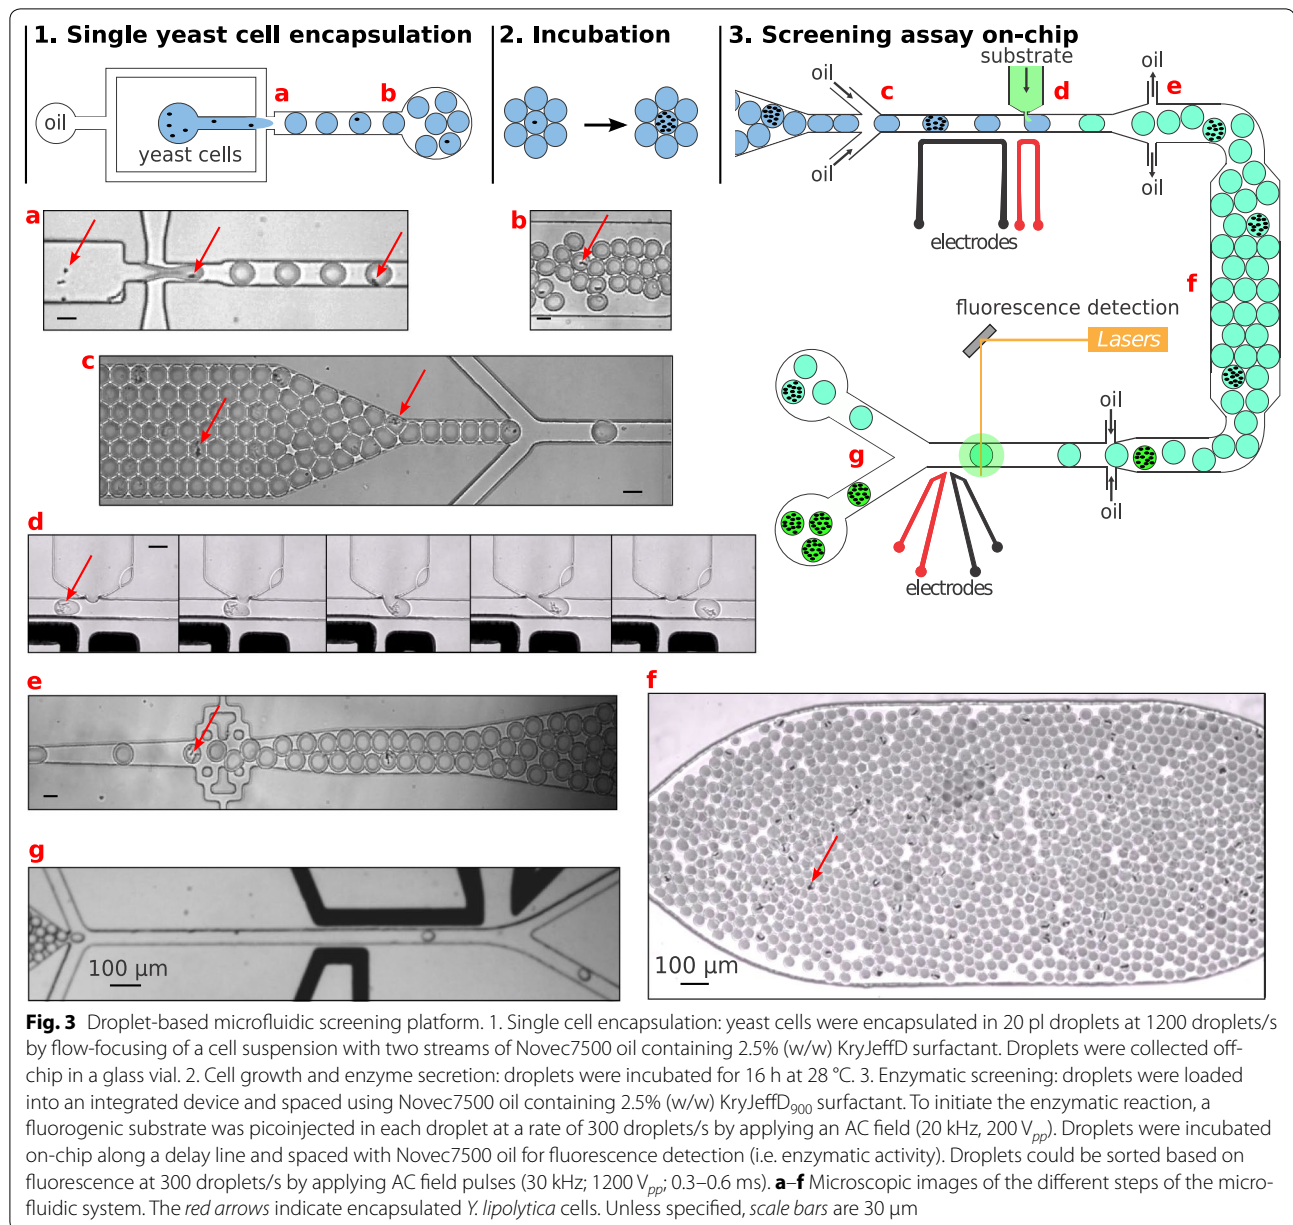 1. Single yeast cell encapsulation
2. Incubation
3. Screening assay on-chip
oil
yeast cells
a
b
oil
oil
c
substrate
d
e
oil
oil
electrodes
f
fluorescence detection
Lasers
oil
oil
g
electrodes
a
b
c
d
e
f
100 µm
g
100 µm
Fig. 3 Droplet-based microfluidic screening platform. 1. Single cell encapsulation: yeast cells were encapsulated in 20 pl droplets at 1200 droplets/s
by flow-focusing of a cell suspension with two streams of Novec7500 oil containing 2.5% (w/w) KryJeffD surfactant. Droplets were collected off-
chip in a glass vial. 2. Cell growth and enzyme secretion: droplets were incubated for 16 h at 28 °C. 3. Enzymatic screening: droplets were loaded
into an integrated device and spaced using Novec7500 oil containing 2.5% (w/w) KryJeffD900 surfactant. To initiate the enzymatic reaction, a
fluorogenic substrate was picoinjected in each droplet at a rate of 300 droplets/s by applying an AC field (20 kHz, 200 Vpp). Droplets were incubated
on-chip along a delay line and spaced with Novec7500 oil for fluorescence detection (i.e. enzymatic activity). Droplets could be sorted based on
fluorescence at 300 droplets/s by applying AC field pulses (30 kHz; 1200 Vpp; 0.3–0.6 ms). a–f Microscopic images of the different steps of the micro-
fluidic system. The red arrows indicate encapsulated Y. lipolytica cells. Unless specified, scale bars are 30 µm